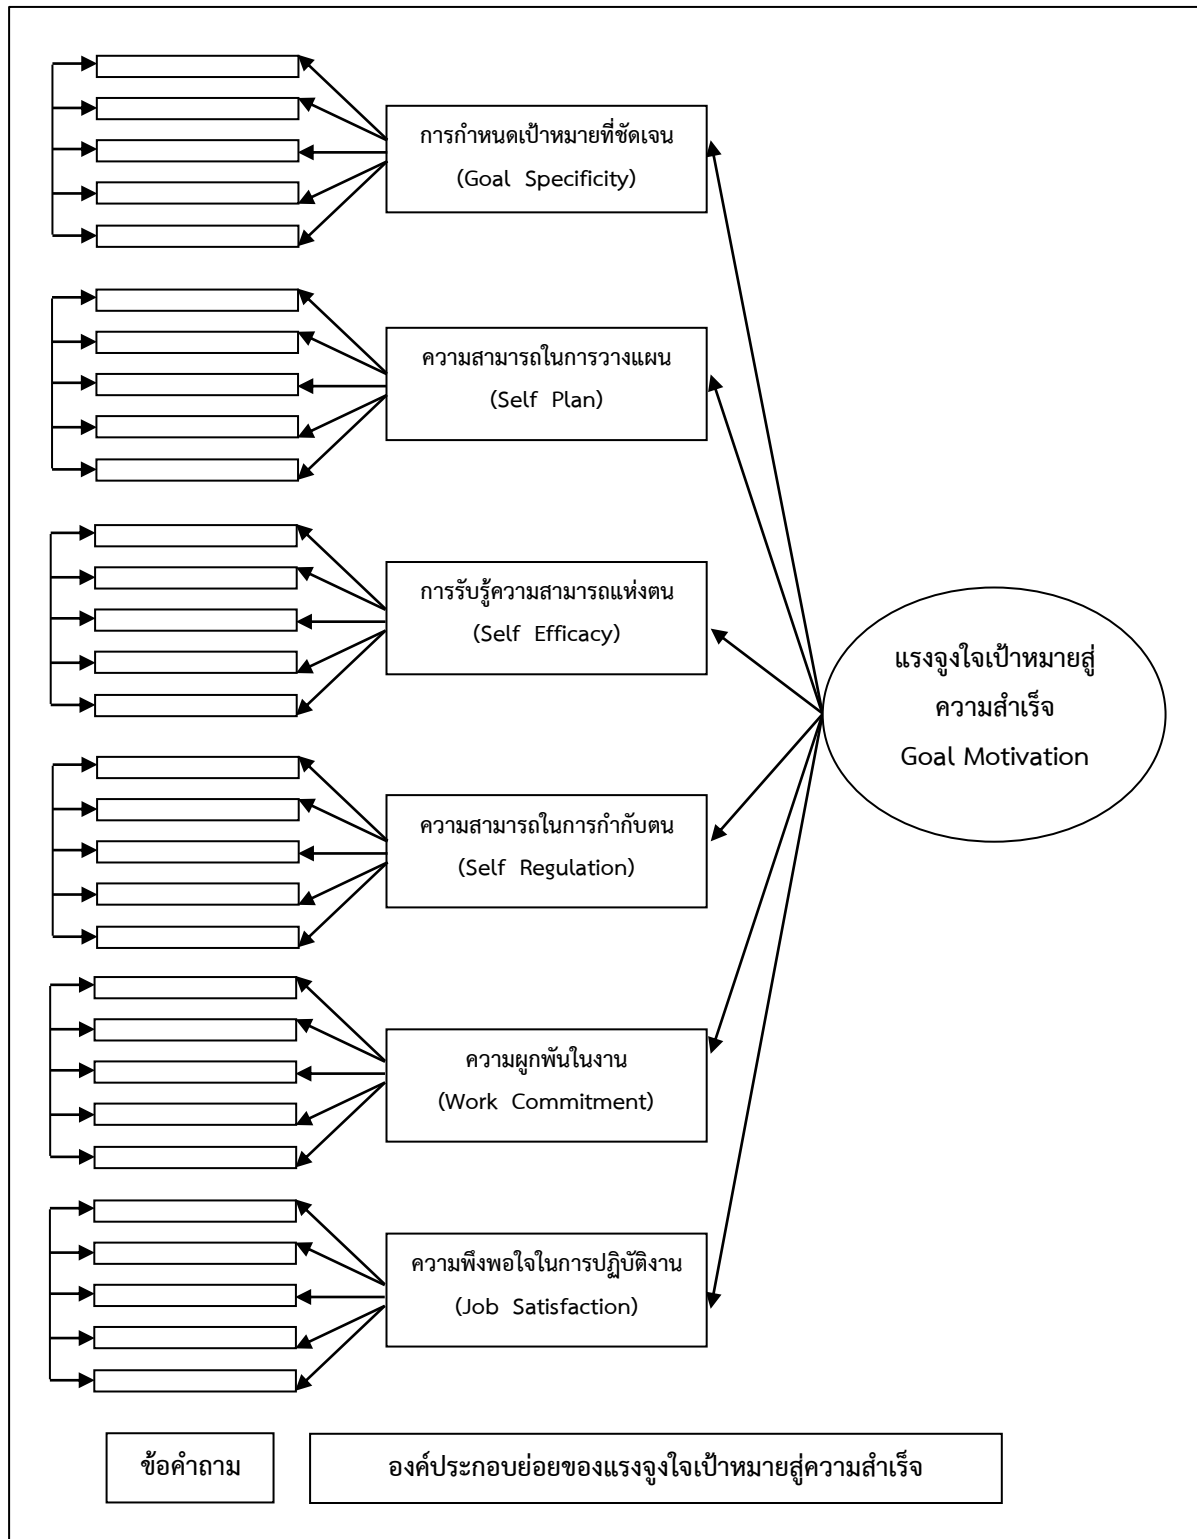 การกำหนดเป้าหมายที่ชัดเจน
(Goal Specificity)
ความสามารถในการวางแผน
(Self Plan)
การรับรู้ความสามารถแห่งตน
(Self Efficacy)
แรงจูงใจเป้าหมายสู่
ความสำเร็จ
Goal Motivation
ความสามารถในการกำกับตน
(Self Regulation)
ความผูกพันในงาน
(Work Commitment)
ความพึงพอใจในการปฏิบัติงาน
(Job Satisfaction)
ข้อคำถาม
องค์ประกอบย่อยของแรงจูงใจเป้าหมายสู่ความสำเร็จ